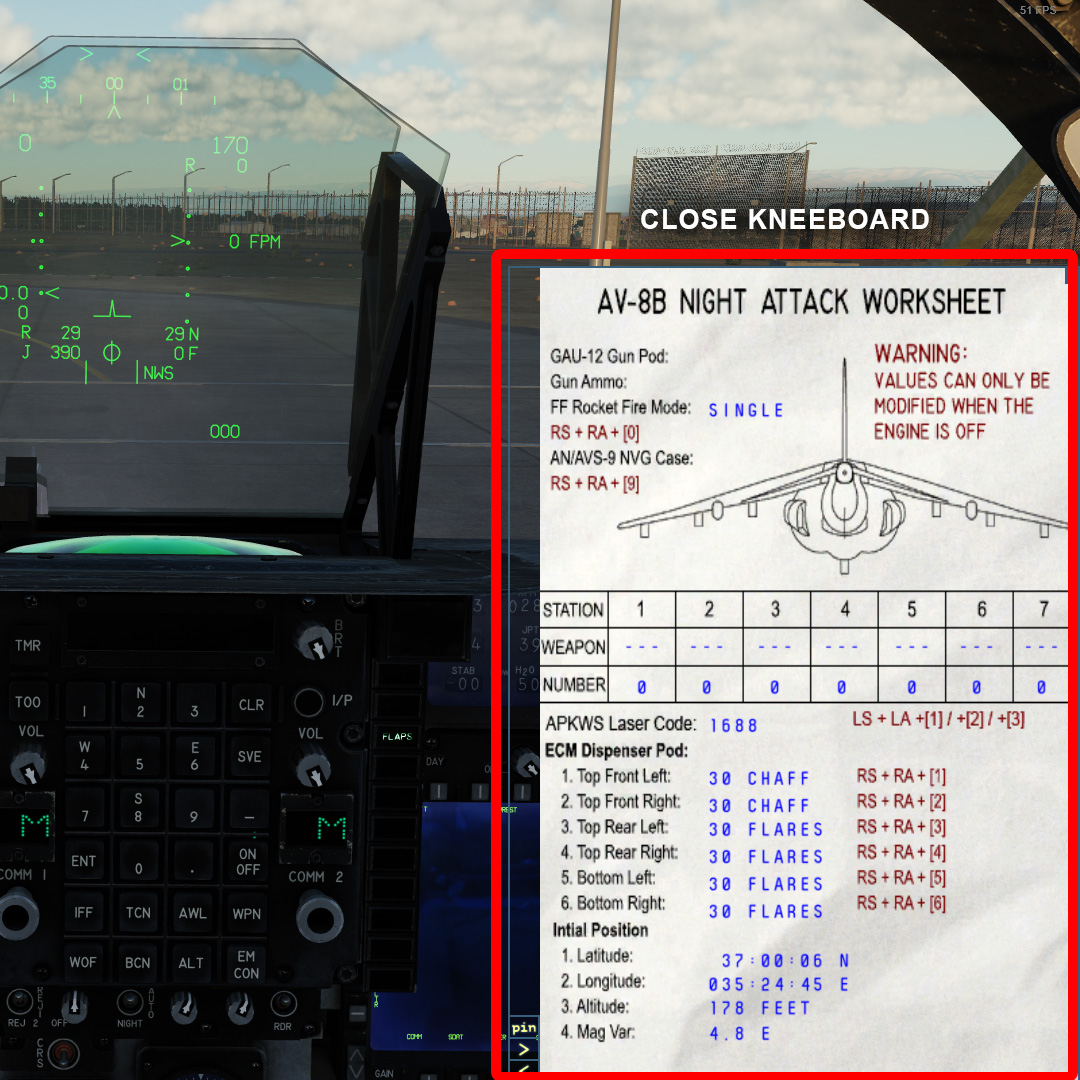 51 FPS
35 00 01
0
170
R 0
CLOSE KNEEBOARD
0 FPM
0.0
0
R 29
29 N
J 390
0 F
NWS
000
AV-8B NIGHT ATTACK WORKSHEET
GAU-12 Gun Pod:
Gun Ammo:
FF Rocket Fire Mode: SINGLE
RS + RA + [0]
AN/AVS-9 NVG Case:
RS + RA + [9]
WARNING:
VALUES CAN ONLY BE
MODIFIED WHEN THE
ENGINE IS OFF
STATION 1 2 3 4 5 6 7
WEAPON --- --- --- --- --- --- ---
NUMBER 0 0 0 0 0 0 0
APKWS Laser Code: 1688 LS + LA +[1] / +[2] / +[3]
ECM Dispenser Pod:
1. Top Front Left: 30 CHAFF RS + RA + [1]
2. Top Front Right: 30 CHAFF RS + RA + [2]
3. Top Rear Left: 30 FLARES RS + RA + [3]
4. Top Rear Right: 30 FLARES RS + RA + [4]
5. Bottom Left: 30 FLARES RS + RA + [5]
6. Bottom Right: 30 FLARES RS + RA + [6]
Intial Position
1. Latitude: 37:00:06 N
2. Longitude: 035:24:45 E
3. Altitude: 178 FEET
4. Mag Var: 4.8 E
pin
>
TMR
BRT
TOO
1
N
2
3
CLR
I/P
VOL
VOL
W
4
5
E
6
SVE
FLAPS
DAY
STAB
H2O
JPT
7
S
8
9
–
M
M
ENT
0
.
ON
OFF
COMM 1
COMM 2
IFF TCN AWL WPN
WOF BCN ALT
EM
CON
REJ 2
OFF
NIGHT
AUTO
RDR
CRS
COMM
GAIN